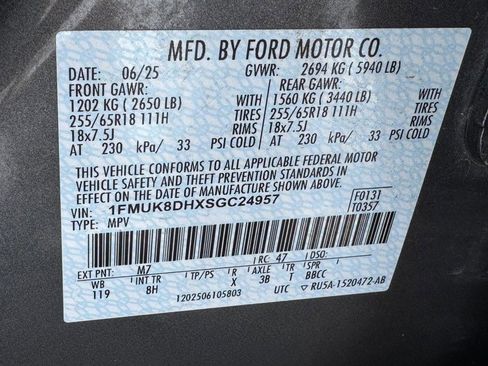 MFD. BY FORD MOTOR CO.
DATE: 06/25 GVWR: 2694 KG ( 5940 LB)
FRONT GAWR: REAR GAWR:
1202 KG ( 2650 LB) WITH 1560 KG ( 3440 LB) WITH
255/65R18 111H TIRES 255/65R18 111H TIRES
18x7.5J RIMS 18x7.5J RIMS
AT 230 kPa/ 33 PSI COLD AT 230 kPa/ 33 PSI COLD
THIS VEHICLE CONFORMS TO ALL APPLICABLE FEDERAL MOTOR
VEHICLE SAFETY AND THEFT PREVENTION STANDARDS IN
EFFECT ON THE DATE OF MANUFACTURE SHOWN ABOVE.
VIN: 1FMUK8DHXSGC24957 F0131
TYPE: MPV T0357
EXT PNT: M7 RC: 47 DSO:
WB INT TR TP/PS R AXLE TR SPR
119 8H X 3B T BBCC
1202506105803 UTC ▽ RU5A-1520472-AB